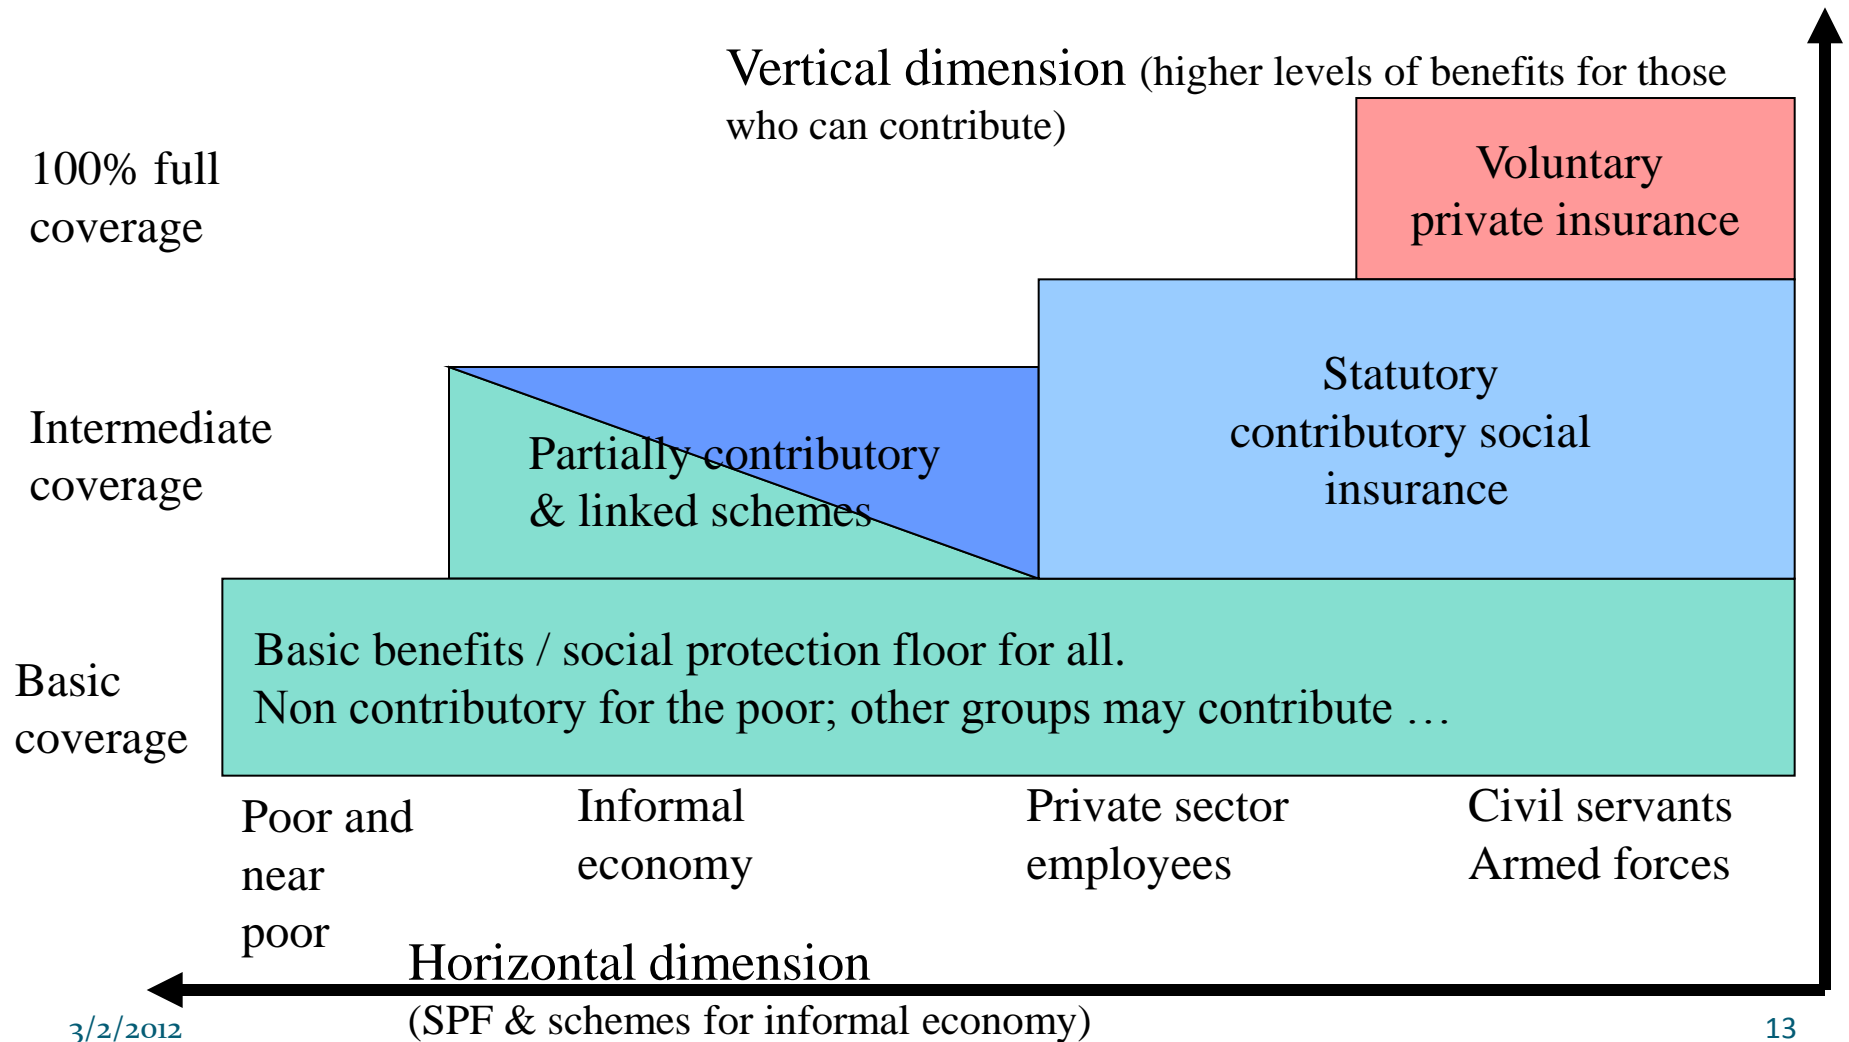 Vertical dimension (higher levels of benefits for those
who can contribute)
100% full
coverage
Voluntary
private insurance
Intermediate
coverage
Partially contributory
& linked schemes
Statutory
contributory social
insurance
Basic
coverage
Basic benefits / social protection floor for all.
Non contributory for the poor; other groups may contribute …
Poor and
near
poor
Informal
economy
Private sector
employees
Civil servants
Armed forces
Horizontal dimension
(SPF & schemes for informal economy)
3/2/2012
13